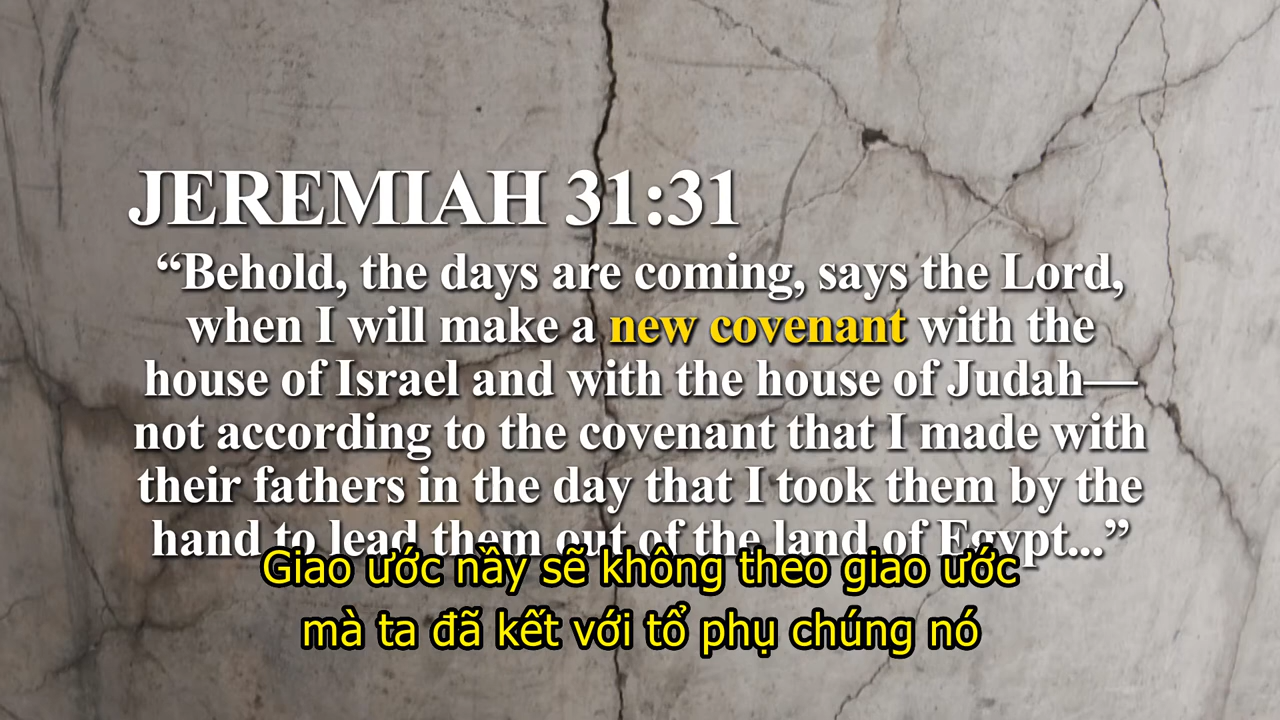 JEREMIAH 31:31
“Behold, the days are coming, says the Lord,
when I will make a new covenant with the
house of Israel and with the house of Judah—
not according to the covenant that I made with
their fathers in the day that I took them by the
hand to lead them out of the land of Egypt...”
Giao ước nầy sẽ không theo giao ước
mà ta đã kết với tổ phụ chúng nó